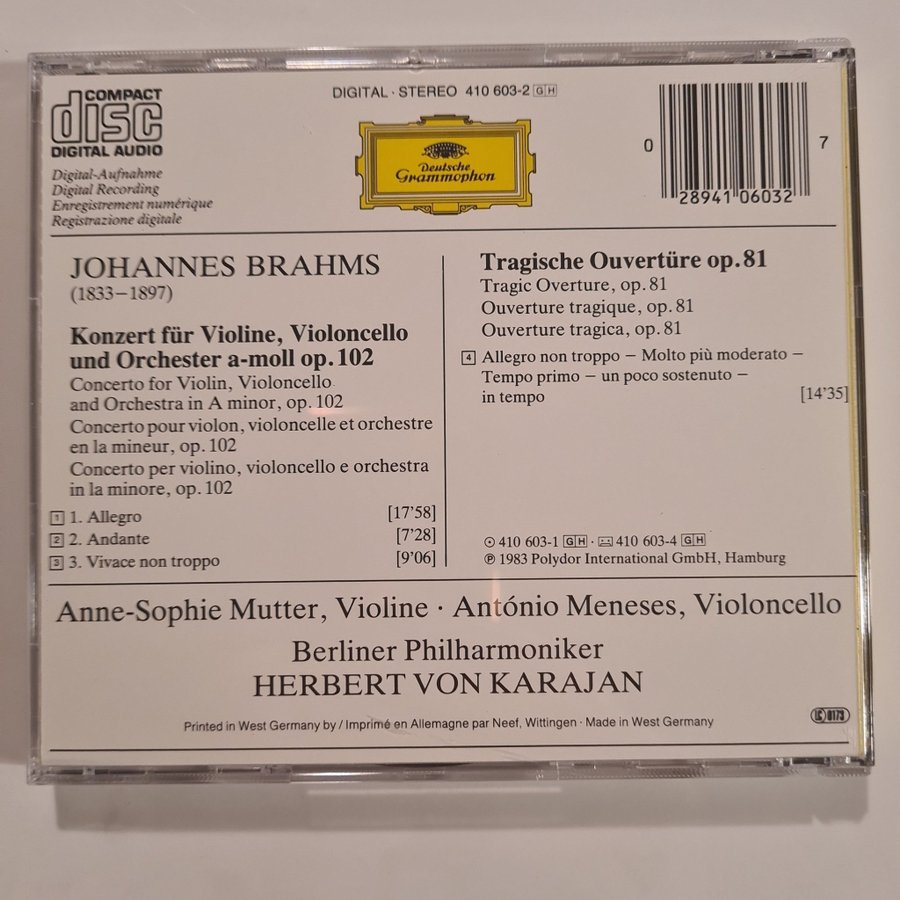 COMPACT
disc
DIGITAL AUDIO
DIGITAL · STEREO 410 603-2 GH
Deutsche
Grammophon
0 28941 06032 7
Digital-Aufnahme
Digital Recording
Enregistrement numérique
Registrazione digitale
JOHANNES BRAHMS
(1833–1897)
Konzert für Violine, Violoncello
und Orchester a-moll op. 102
Concerto for Violin, Violoncello
and Orchestra in A minor, op. 102
Concerto pour violon, violoncelle et orchestre
en la mineur, op. 102
Concerto per violino, violoncello e orchestra
in la minore, op. 102
1 1. Allegro [17'58]
2 2. Andante [7'28]
3 3. Vivace non troppo [9'06]
Tragische Ouvertüre op. 81
Tragic Overture, op. 81
Ouverture tragique, op. 81
Ouverture tragica, op. 81
4 Allegro non troppo – Molto più moderato –
Tempo primo – un poco sostenuto –
in tempo [14'35]
410 603-1 GH · 410 603-4 GH
℗ 1983 Polydor International GmbH, Hamburg
Anne-Sophie Mutter, Violine · António Meneses, Violoncello
Berliner Philharmoniker
HERBERT VON KARAJAN
Printed in West Germany by / Imprimé en Allemagne par Neef, Wittingen · Made in West Germany
LC 0173